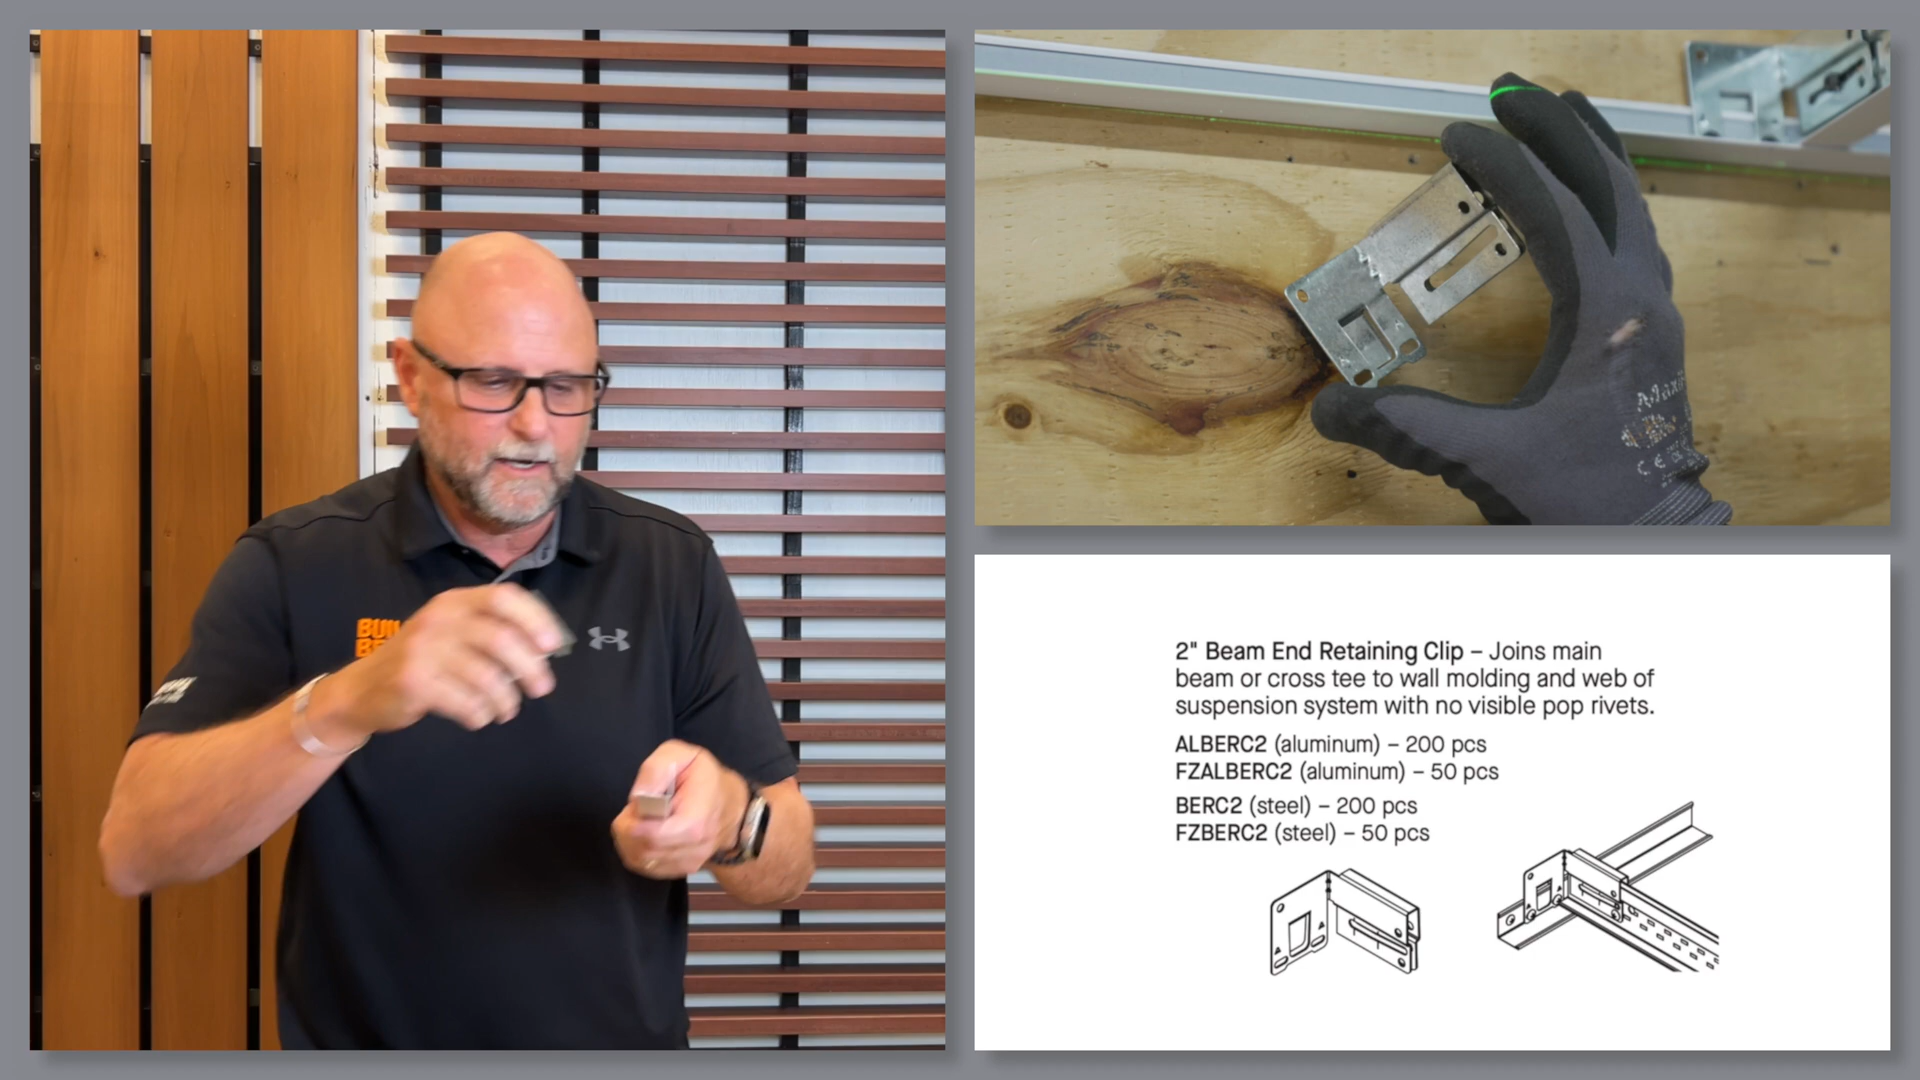 BUI
BE
2" Beam End Retaining Clip – Joins main
beam or cross tee to wall molding and web of
suspension system with no visible pop rivets.
ALBERC2 (aluminum) – 200 pcs
FZALBERC2 (aluminum) – 50 pcs
BERC2 (steel) – 200 pcs
FZBERC2 (steel) – 50 pcs
A
A